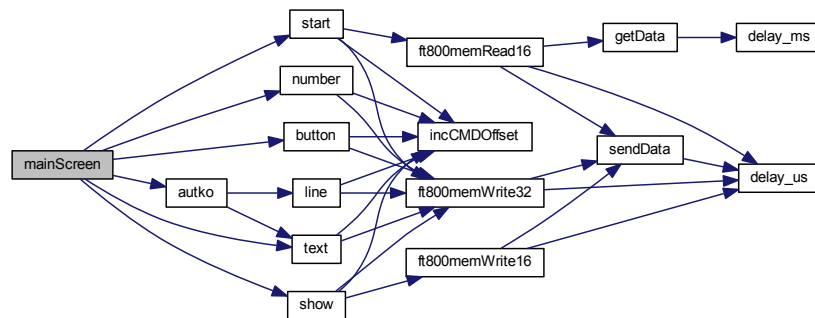 start
ft800memRead16
getData
delay_ms
number
button
incCMDOffset
sendData
mainScreen
autko
line
ft800memWrite32
delay_us
text
ft800memWrite16
show